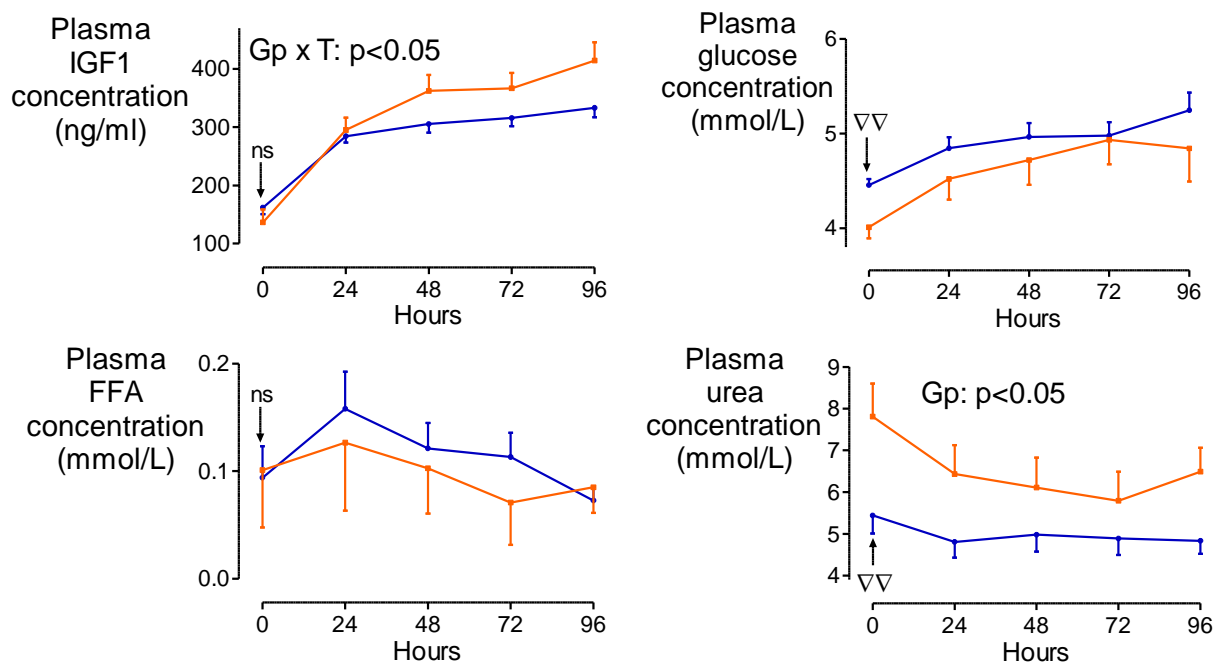 Plasma
IGF1
concentration
(ng/ml)
Gp x T: p<0.05
400
300
200
100
ns
0 24 48 72 96
Hours
Plasma
glucose
concentration
(mmol/L)
6
5
4
▽▽
0 24 48 72 96
Hours
Plasma
FFA
concentration
(mmol/L)
0.2
0.1
0.0
ns
0 24 48 72 96
Hours
Plasma
urea
concentration
(mmol/L)
Gp: p<0.05
9
8
7
6
5
4
▽▽
0 24 48 72 96
Hours